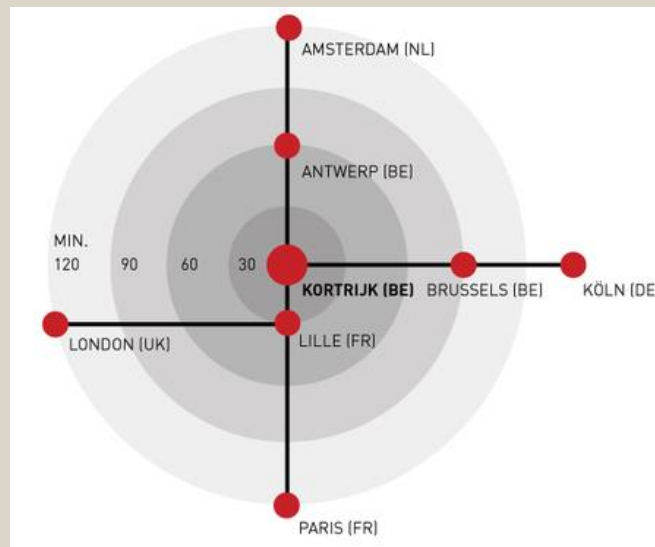 AMSTERDAM (NL)
ANTWERP (BE)
MIN.
120 90 60 30
KORTRIJK (BE) BRUSSELS (BE) KÖLN (DE
LONDON (UK) LILLE (FR)
PARIS (FR)